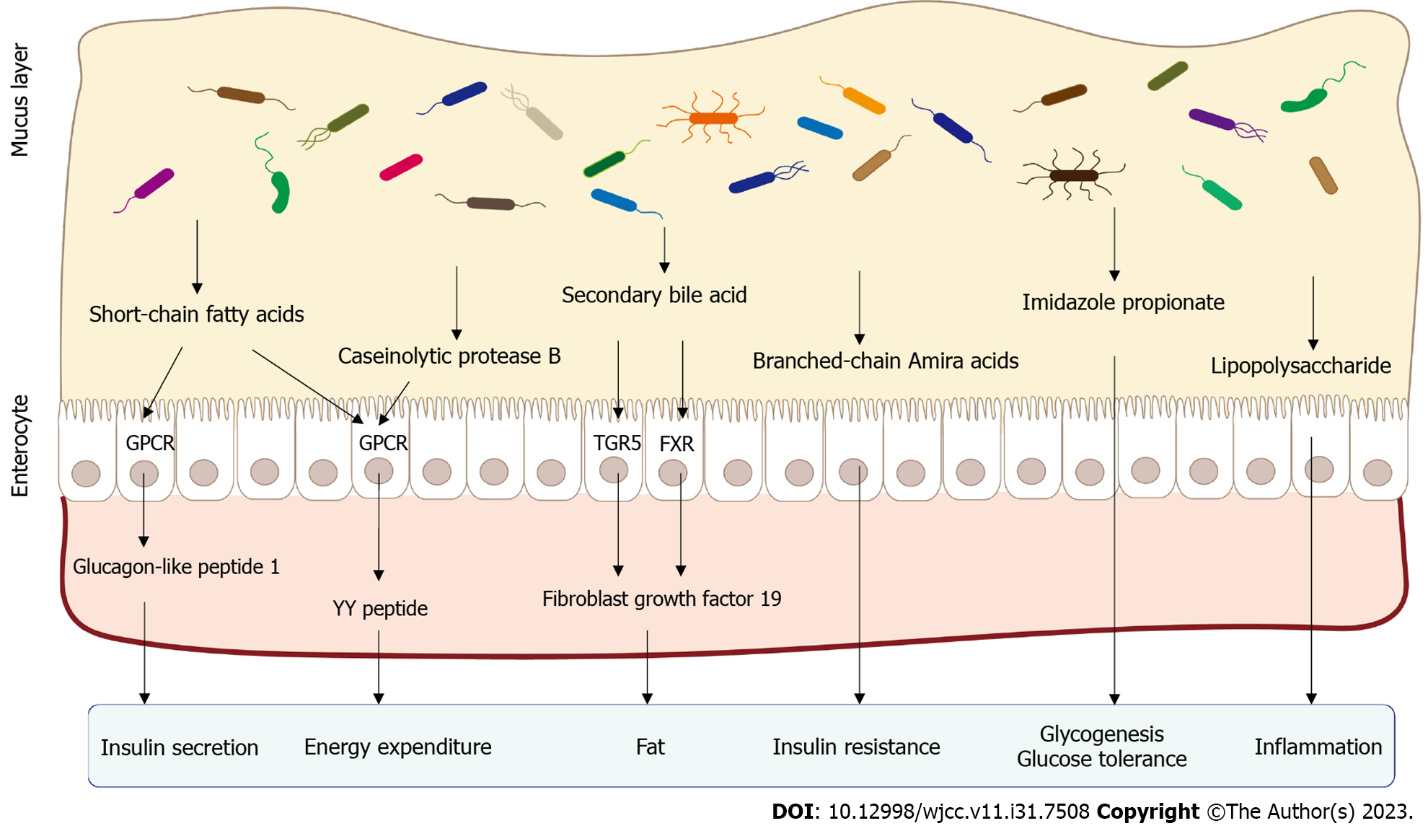 Mucus layer
Short-chain fatty acids
Caseinolytic protease B
Secondary bile acid
Branched-chain Amira acids
Imidazole propionate
Lipopolysaccharide
Enterocyte
GPCR
GPCR
TGR5
FXR
Glucagon-like peptide 1
YY peptide
Fibroblast growth factor 19
Insulin secretion
Energy expenditure
Fat
Insulin resistance
Glycogenesis
Glucose tolerance
Inflammation
DOI: 10.12998/wjcc.v11.i31.7508 Copyright ©The Author(s) 2023.